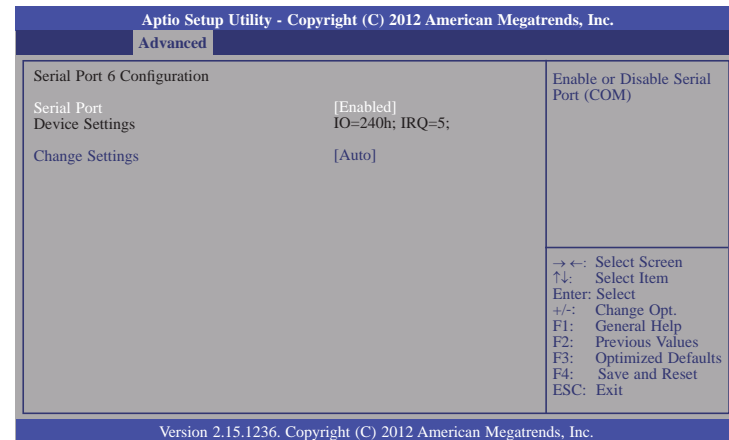 Aptio Setup Utility - Copyright (C) 2012 American Megatrends, Inc.
Advanced
Serial Port 6 Configuration
Serial Port [Enabled]
Device Settings IO=240h; IRQ=5;
Change Settings [Auto]
Enable or Disable Serial
Port (COM)
→←: Select Screen
↑↓: Select Item
Enter: Select
+/-: Change Opt.
F1: General Help
F2: Previous Values
F3: Optimized Defaults
F4: Save and Reset
ESC: Exit
Version 2.15.1236. Copyright (C) 2012 American Megatrends, Inc.